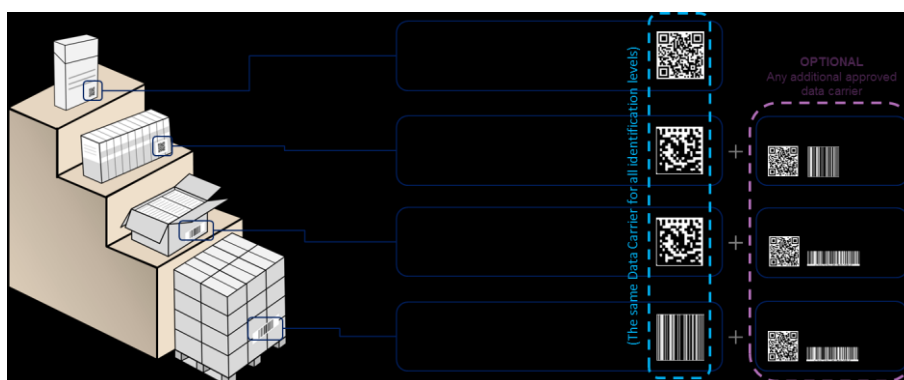 OPTIONAL
Any additional approved
data carrier
(The same Data Carrier for all identification levels)
+
+
+